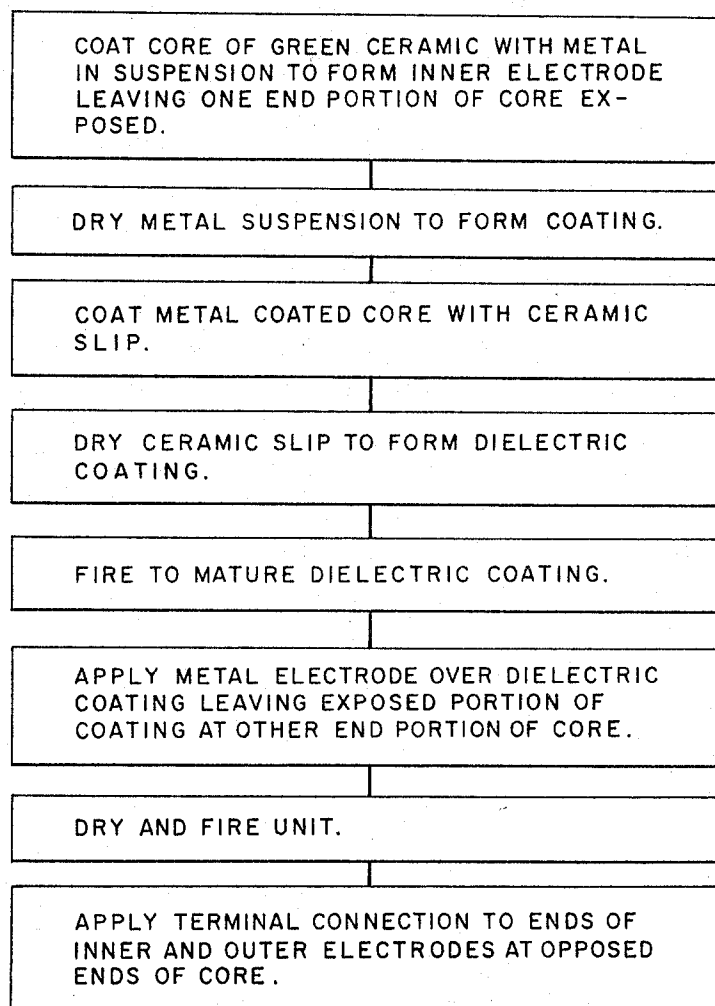 COAT CORE OF GREEN CERAMIC WITH METAL
IN SUSPENSION TO FORM INNER ELECTRODE
LEAVING ONE END PORTION OF CORE EX-
POSED.
DRY METAL SUSPENSION TO FORM COATING.
COAT METAL COATED CORE WITH CERAMIC
SLIP.
DRY CERAMIC SLIP TO FORM DIELECTRIC
COATING.
FIRE TO MATURE DIELECTRIC COATING.
APPLY METAL ELECTRODE OVER DIELECTRIC
COATING LEAVING EXPOSED PORTION OF
COATING AT OTHER END PORTION OF CORE.
DRY AND FIRE UNIT.
APPLY TERMINAL CONNECTION TO ENDS OF
INNER AND OUTER ELECTRODES AT OPPOSED
ENDS OF CORE.